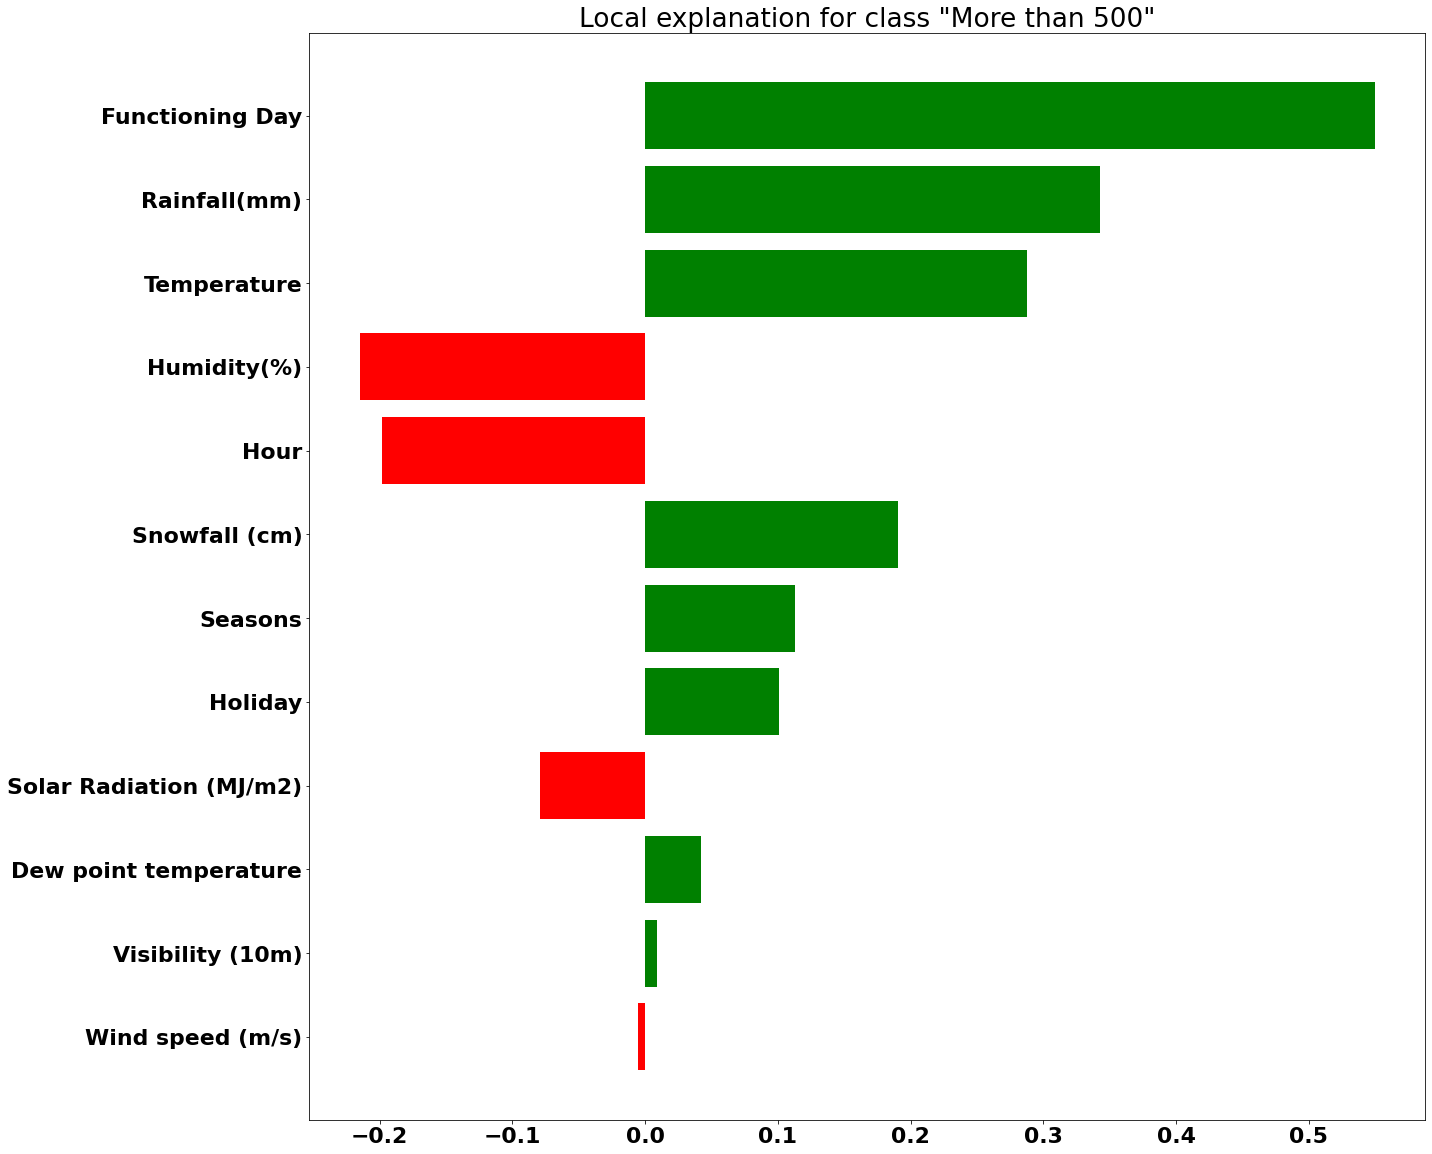 Local explanation for class "More than 500"
Functioning Day
Rainfall(mm)
Temperature
Humidity(%)
Hour
Snowfall (cm)
Seasons
Holiday
Solar Radiation (MJ/m2)
Dew point temperature
Visibility (10m)
Wind speed (m/s)
−0.2 −0.1 0.0 0.1 0.2 0.3 0.4 0.5